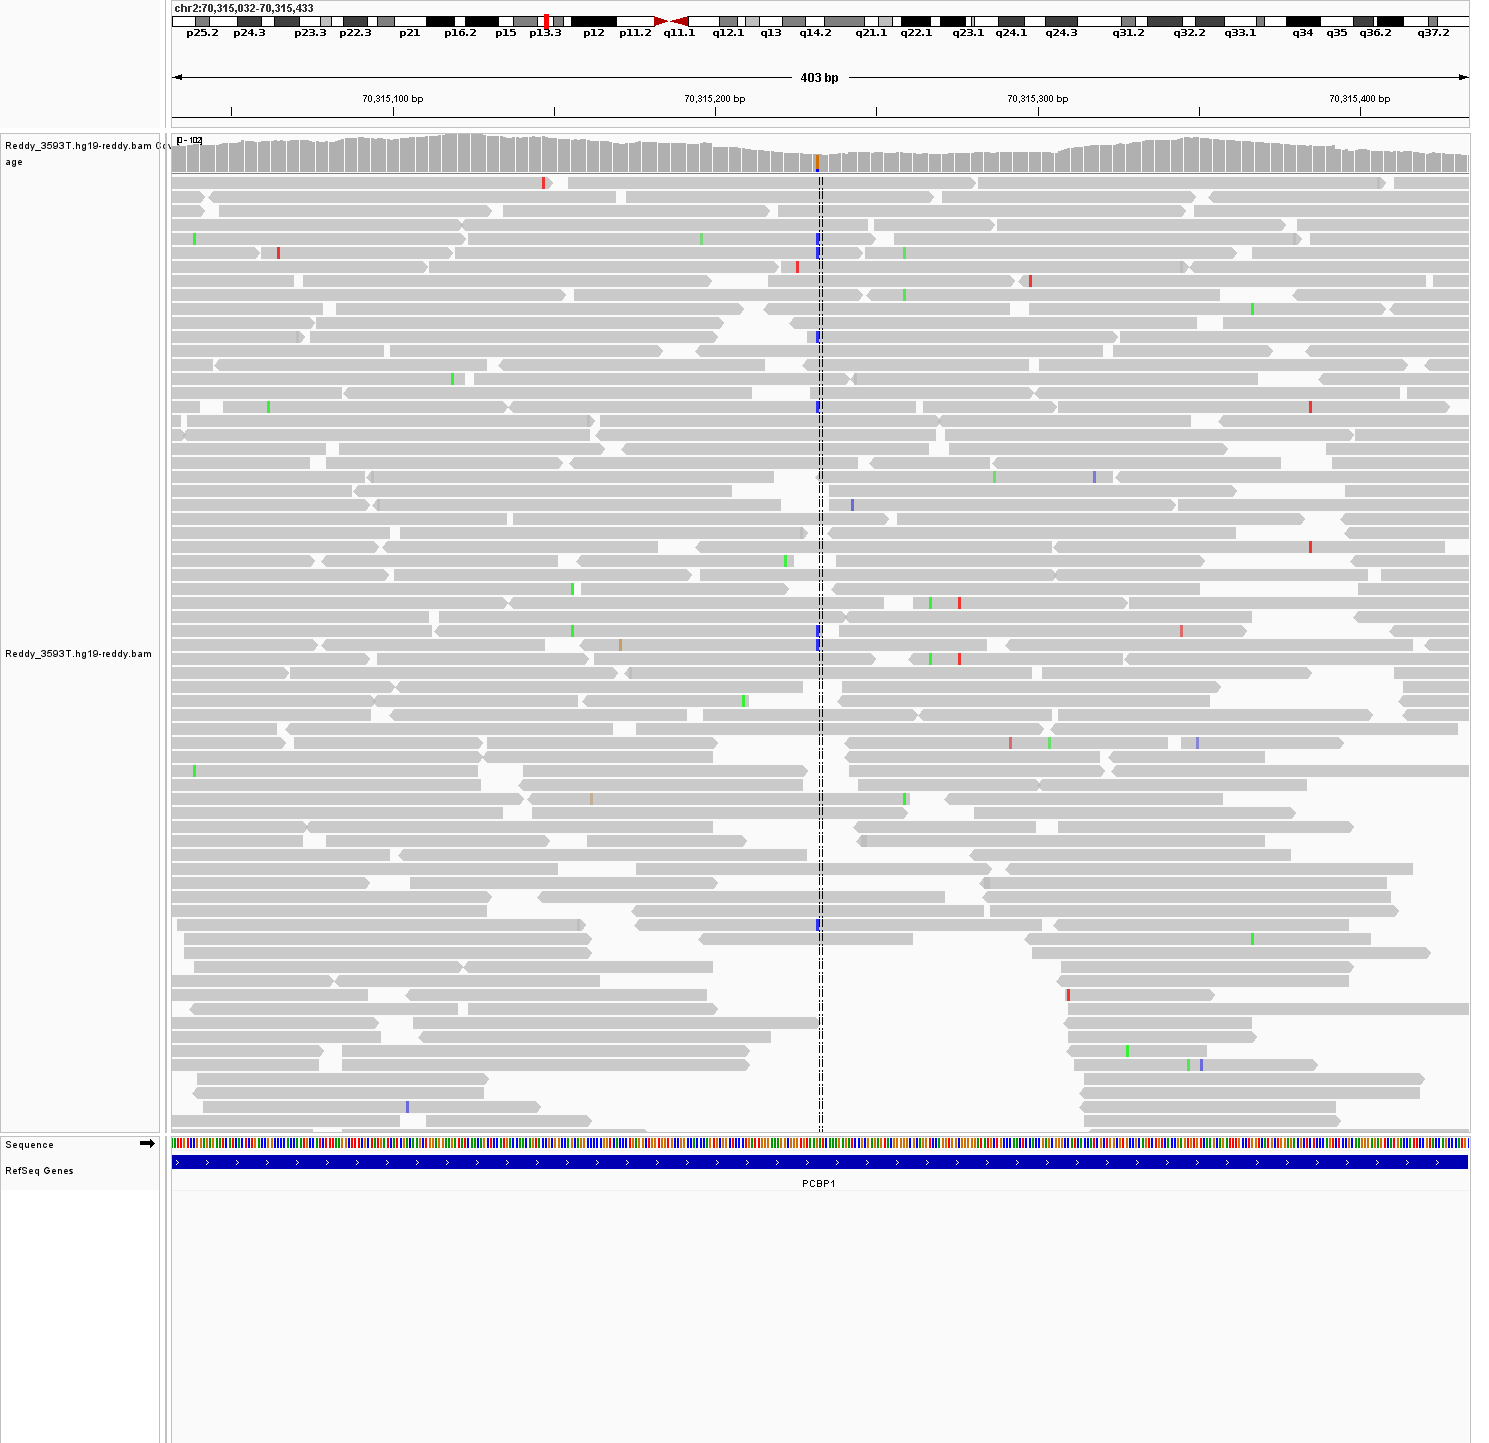 chr2:70,315,032-70,315,433
p25.2 p24.3 p23.3 p22.3 p21 p16.2 p15 p13.3 p12 p11.2 q11.1 q12.1 q13 q14.2 q21.1 q22.1 q23.1 q24.1 q24.3 q31.2 q32.2 q33.1 q34 q35 q36.2 q37.2
403 bp
70,315,100 bp 70,315,200 bp 70,315,300 bp 70,315,400 bp
[0 - 102]
Reddy_3593T.hg19-reddy.bam Cov
age
Reddy_3593T.hg19-reddy.bam
Sequence
RefSeq Genes
PCBP1